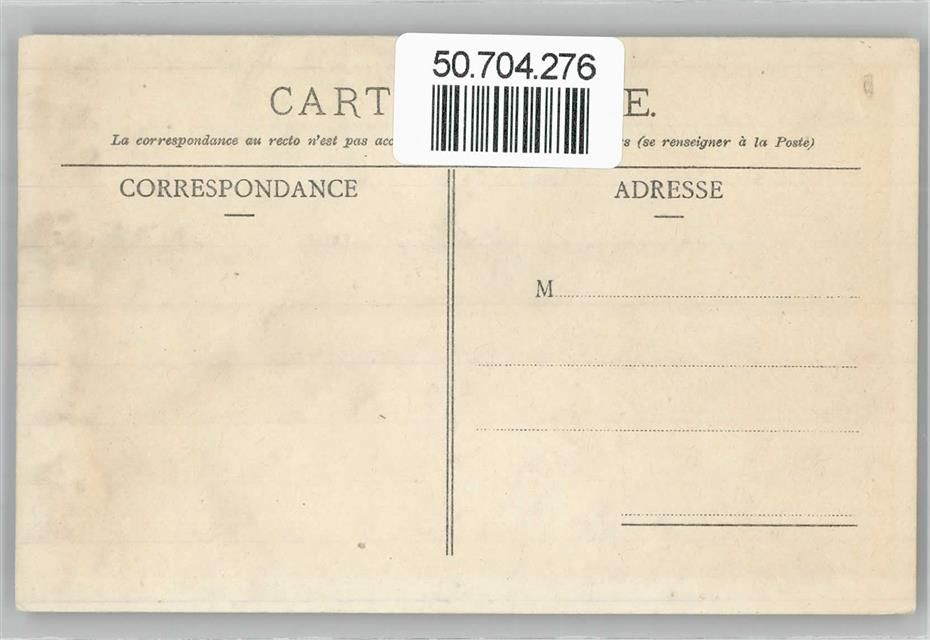 50.704.276
CART E.
La correspondance au recto n'est pas acc s (se renseigner à la Poste)
CORRESPONDANCE
ADRESSE
M